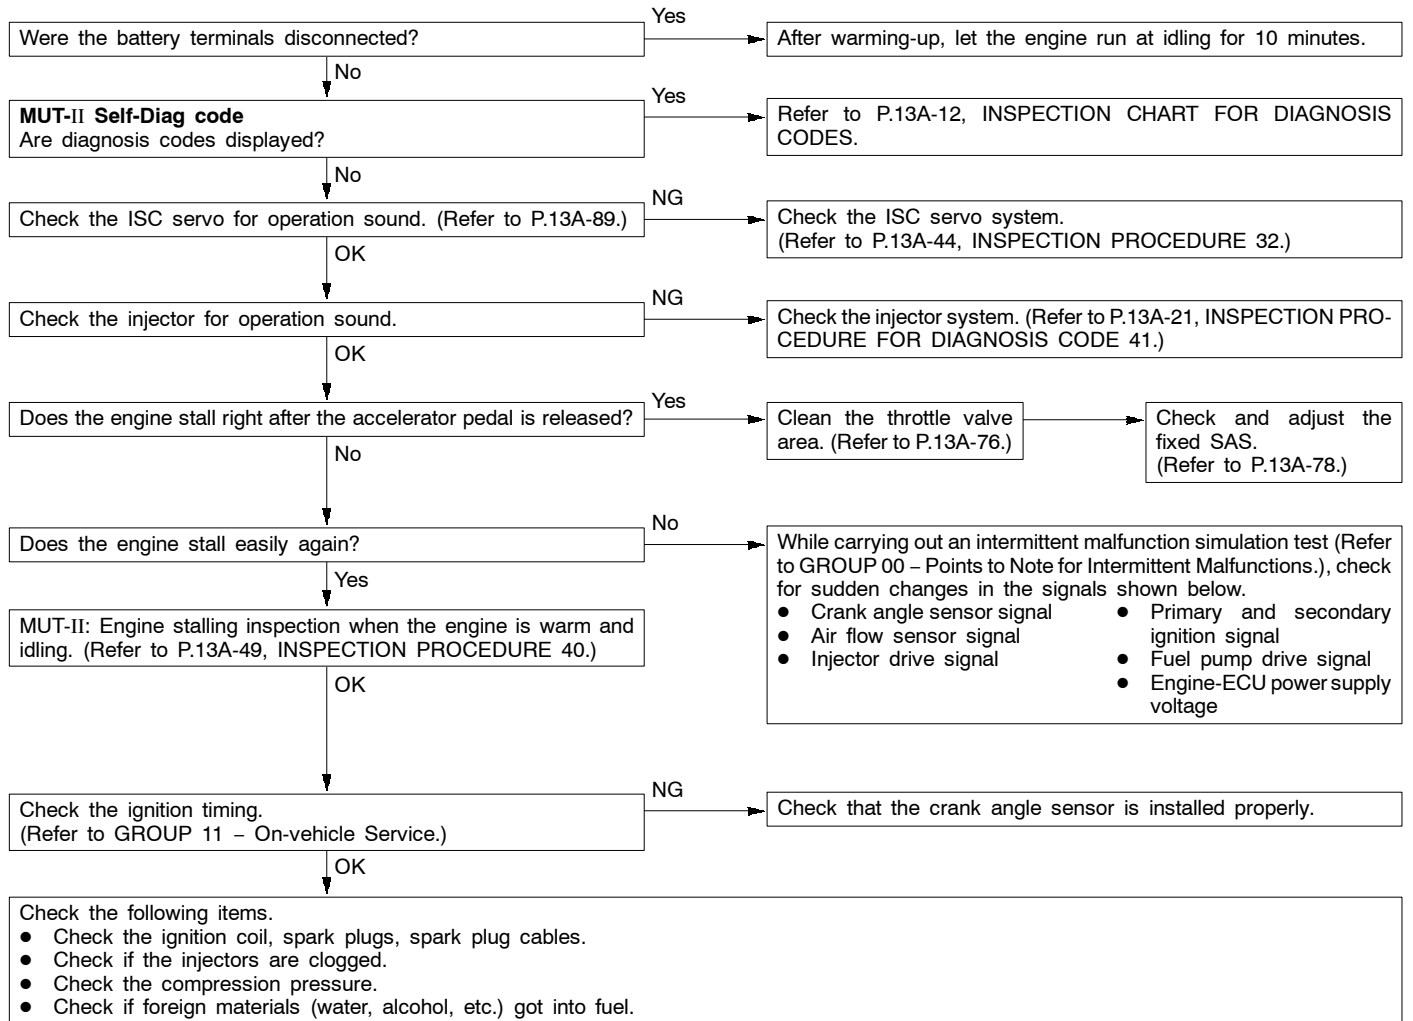 Were the battery terminals disconnected?
Yes
After warming-up, let the engine run at idling for 10 minutes.
No
MUT-II Self-Diag code
Are diagnosis codes displayed?
Yes
Refer to P.13A-12, INSPECTION CHART FOR DIAGNOSIS
CODES.
No
Check the ISC servo for operation sound. (Refer to P.13A-89.)
NG
Check the ISC servo system.
(Refer to P.13A-44, INSPECTION PROCEDURE 32.)
OK
Check the injector for operation sound.
NG
Check the injector system. (Refer to P.13A-21, INSPECTION PRO-
CEDURE FOR DIAGNOSIS CODE 41.)
OK
Does the engine stall right after the accelerator pedal is released?
Yes
Clean the throttle valve
area. (Refer to P.13A-76.)
Check and adjust the
fixed SAS.
(Refer to P.13A-78.)
No
Does the engine stall easily again?
No
While carrying out an intermittent malfunction simulation test (Refer
to GROUP 00 – Points to Note for Intermittent Malfunctions.), check
for sudden changes in the signals shown below.
● Crank angle sensor signal
● Air flow sensor signal
● Injector drive signal
● Primary and secondary
ignition signal
● Fuel pump drive signal
● Engine-ECU power supply
voltage
Yes
MUT-II: Engine stalling inspection when the engine is warm and
idling. (Refer to P.13A-49, INSPECTION PROCEDURE 40.)
OK
Check the ignition timing.
(Refer to GROUP 11 – On-vehicle Service.)
NG
Check that the crank angle sensor is installed properly.
OK
Check the following items.
● Check the ignition coil, spark plugs, spark plug cables.
● Check if the injectors are clogged.
● Check the compression pressure.
● Check if foreign materials (water, alcohol, etc.) got into fuel.